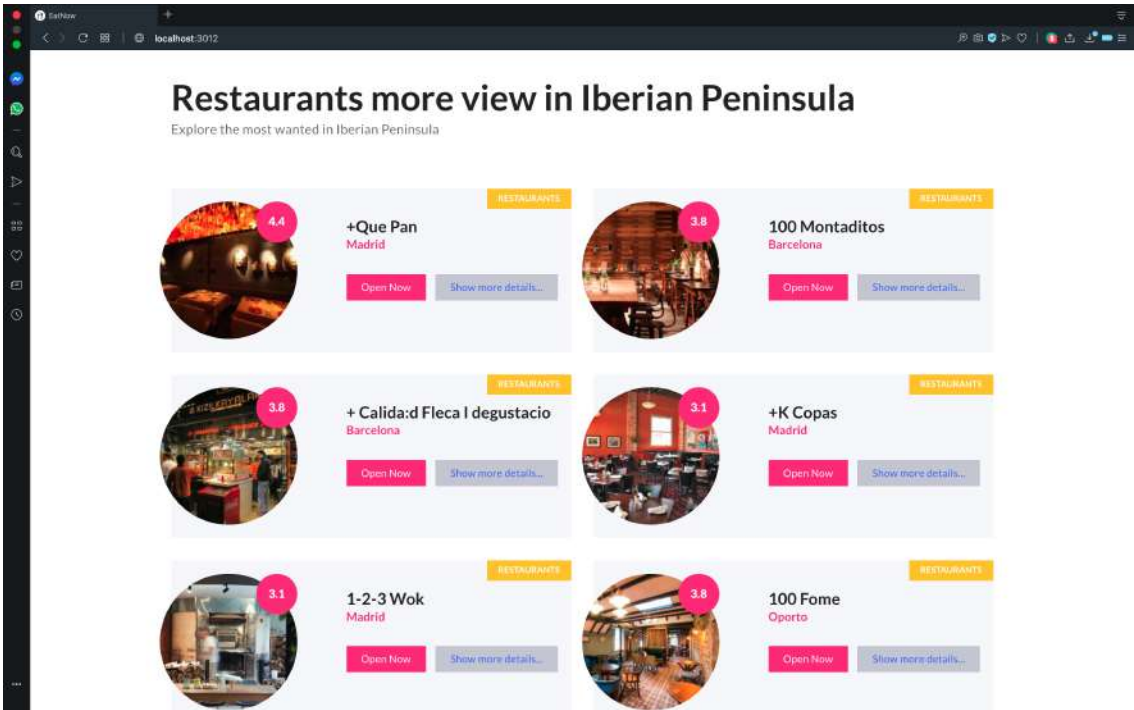 EatNow
localhost:3012
Restaurants more view in Iberian Peninsula
Explore the most wanted in Iberian Peninsula
RESTAURANTS
4.4
+Que Pan
Madrid
Open Now
Show more details...
RESTAURANTS
3.8
100 Montaditos
Barcelona
Open Now
Show more details...
RESTAURANTS
3.8
+ Calida:d Fleca I degustacio
Barcelona
Open Now
Show more details...
RESTAURANTS
3.1
+K Copas
Madrid
Open Now
Show more details...
RESTAURANTS
3.1
1-2-3 Wok
Madrid
Open Now
Show more details...
RESTAURANTS
3.8
100 Fome
Oporto
Open Now
Show more details...